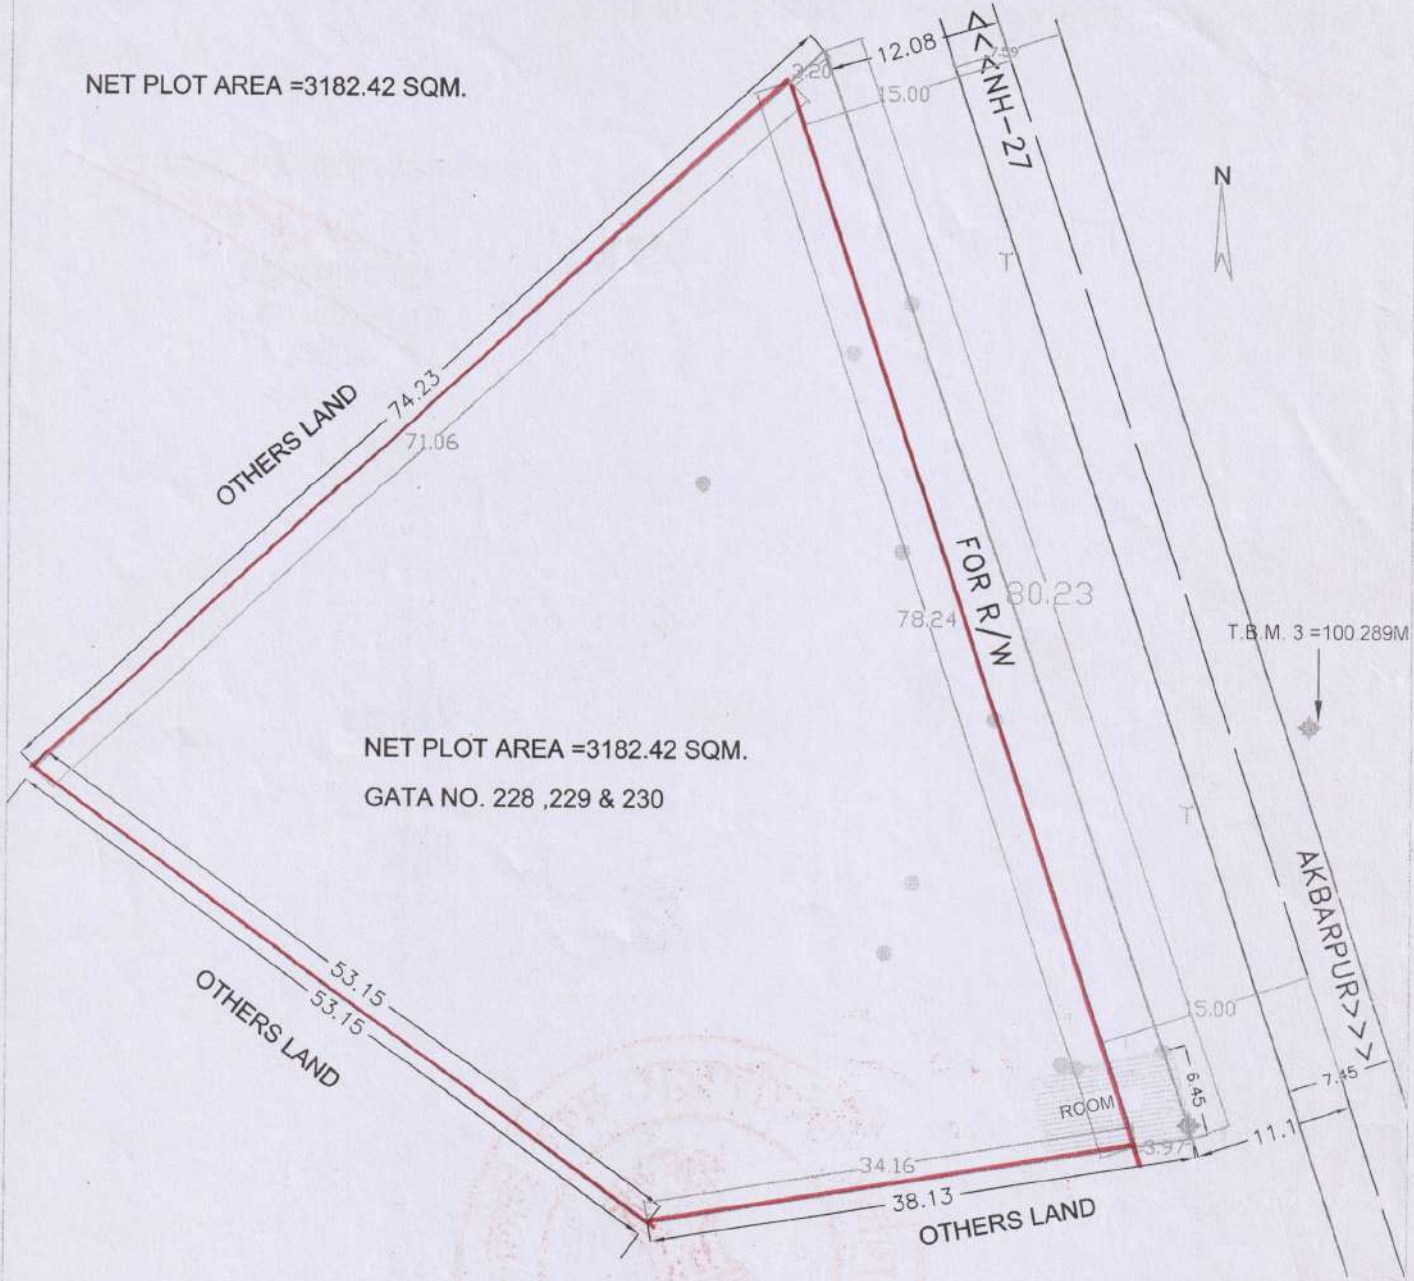 12.08
<<NH-27
7.59
3.20
15.00
NET PLOT AREA =3182.42 SQM.
N
74.23
OTHERS LAND
71.06
FOR R/W
80.23
78.24
T.B.M. 3 =100.289M
NET PLOT AREA =3182.42 SQM.
GATA NO. 228 ,229 & 230
AKBARPUR>>>
53.15
53.15
OTHERS LAND
15.00
6.45
7.45
ROOM
11.1
3.97
34.16
38.13
OTHERS LAND
T
T